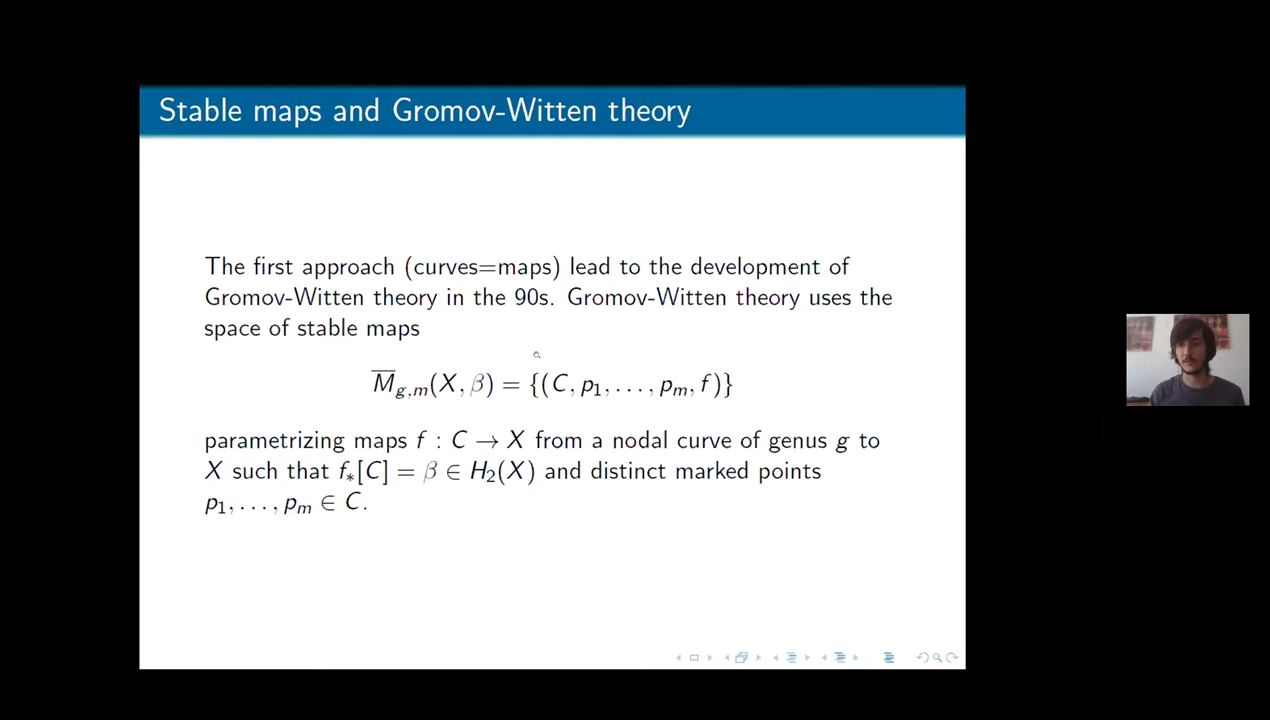 Stable maps and Gromov-Witten theory
The first approach (curves=maps) lead to the development of
Gromov-Witten theory in the 90s. Gromov-Witten theory uses the
space of stable maps
M̅_{g,m}(X, β) = {(C, p₁, . . . , pₘ, f)}
parametrizing maps f : C → X from a nodal curve of genus g to
X such that f_*[C] = β ∈ H₂(X) and distinct marked points
p₁, . . . , pₘ ∈ C.